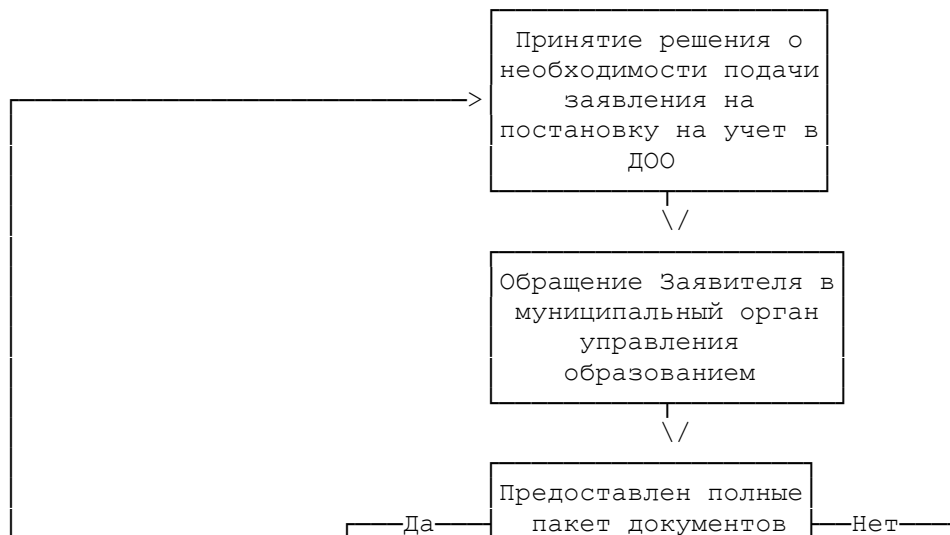 Принятие решения о
необходимости подачи
заявления на
постановку на учет в
ДОО
Обращение Заявителя в
муниципальный орган
управления
образованием
Предоставлен полные
Да пакет документов Нет